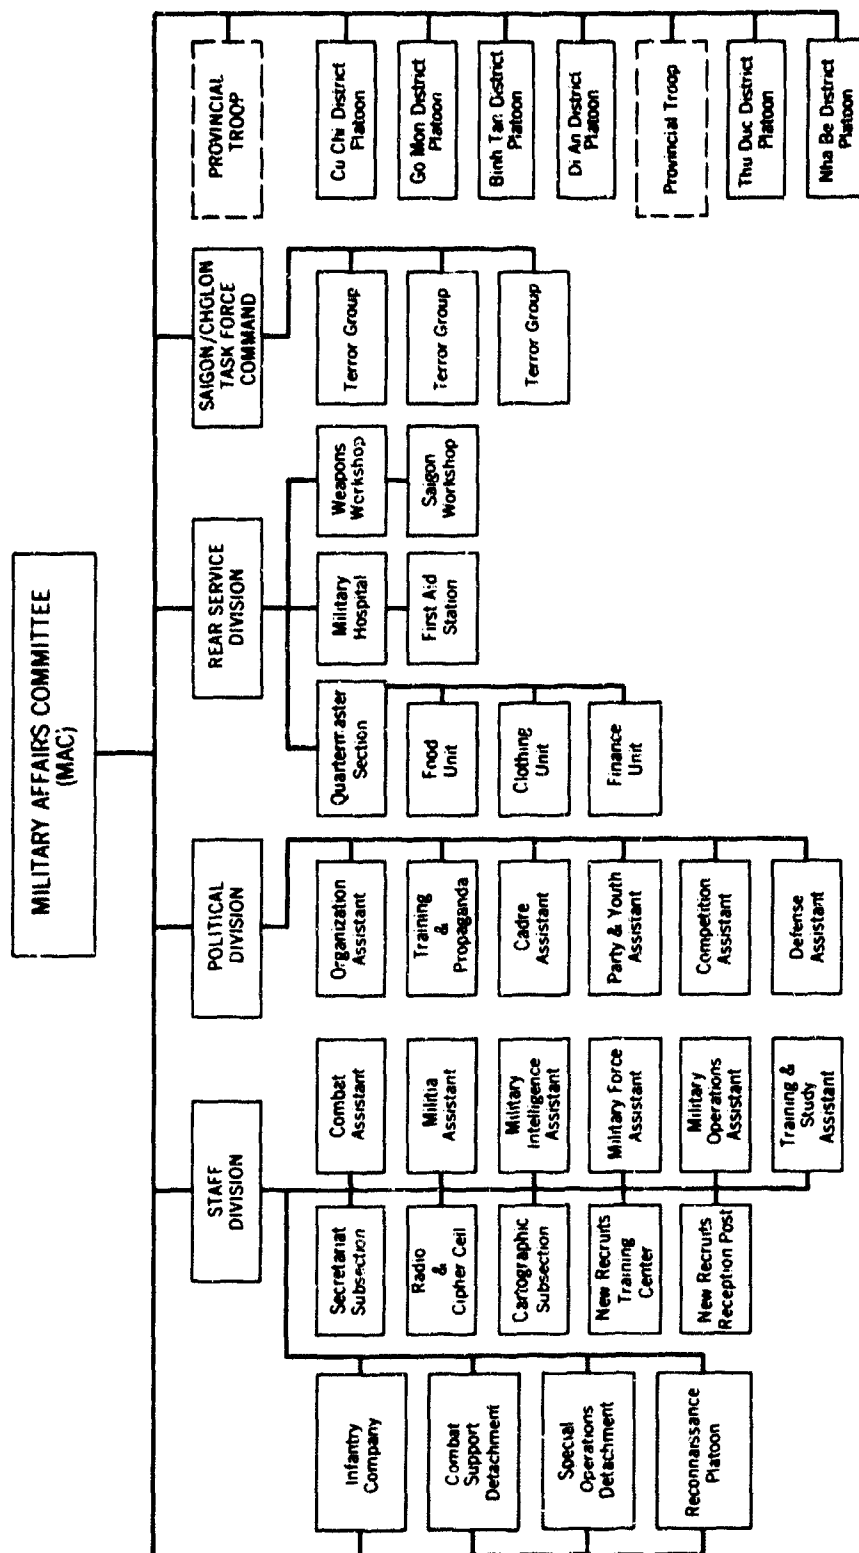 MILITARY AFFAIRS COMMITTEE
(MAC)
STAFF
DIVISION
POLITICAL
DIVISION
REAR SERVICE
DIVISION
SAIGON/CHOLON
TASK FORCE
COMMAND
PROVINCIAL
TROOP
Infantry
Company
Combat
Support
Detachment
Special
Operations
Detachment
Reconnaissance
Platoon
Secretariat
Subsection
Radio
&
Cipher Cell
Cartographic
Subsection
New Recruits
Training
Center
New Recruits
Reception Post
Combat
Assistant
Militia
Assistant
Military
Intelligence
Assistant
Military Force
Assistant
Military
Operations
Assistant
Training &
Study
Assistant
Organization
Assistant
Training
&
Propaganda
Cadre
Assistant
Party & Youth
Assistant
Competition
Assistant
Defense
Assistant
Quartermaster
Section
Food
Unit
Clothing
Unit
Finance
Unit
Military
Hospital
First Aid
Station
Weapons
Workshop
Saigon
Workshop
Terror Group
Terror Group
Terror Group
Cu Chi District
Platoon
Go Mon District
Platoon
Binh Tan District
Platoon
Di An District
Platoon
Provincial Troop
Thu Duc District
Platoon
Nha Be District
Platoon